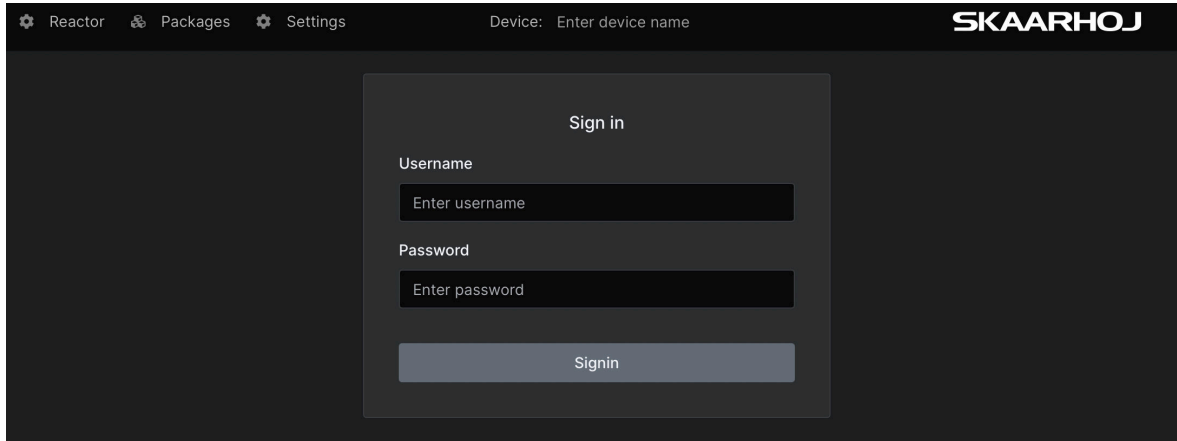 Reactor Packages Settings Device: Enter device name SKAARHOJ
Sign in
Username
Enter username
Password
Enter password
Signin